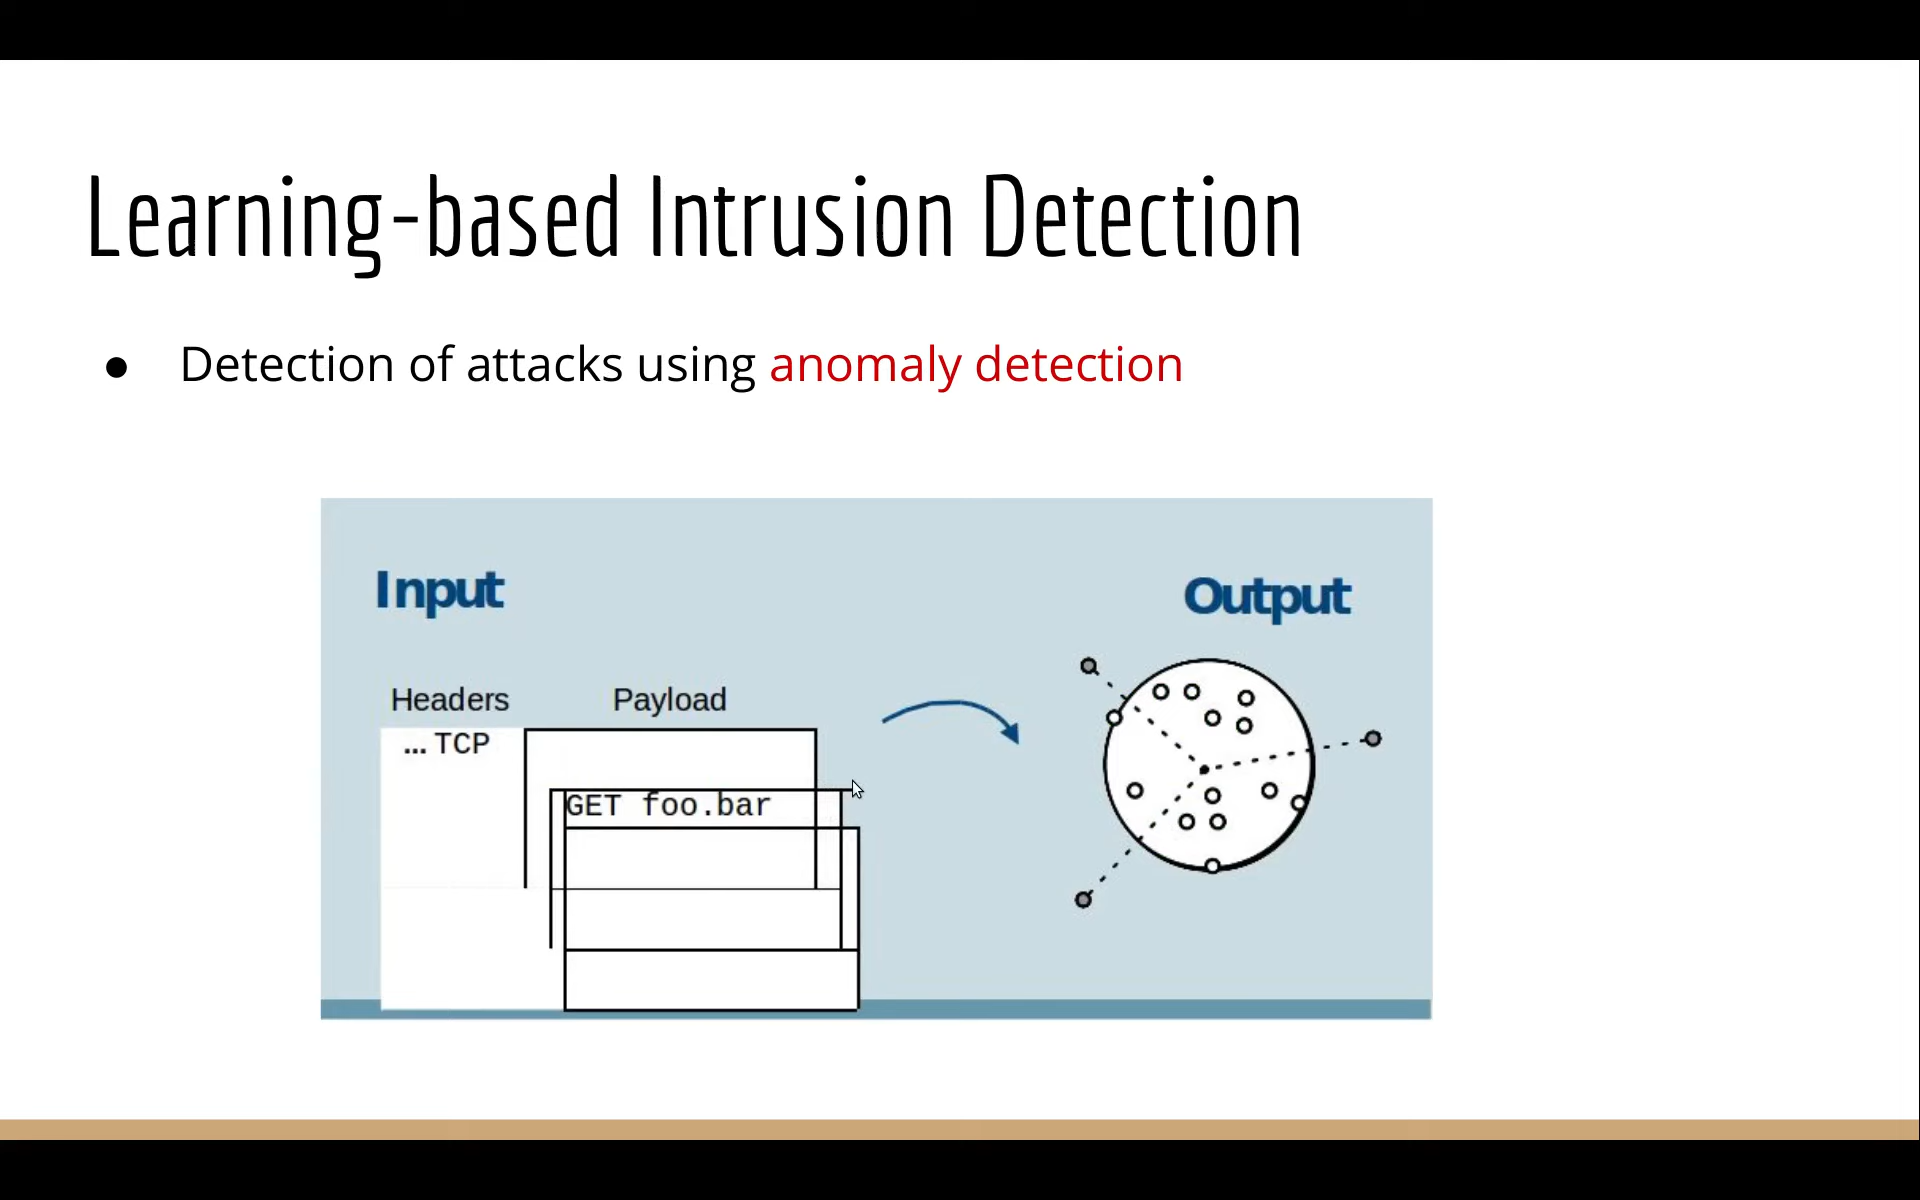 Learning-based Intrusion Detection
● Detection of attacks using anomaly detection
Input
Output
Headers
Payload
... TCP
GET foo.bar